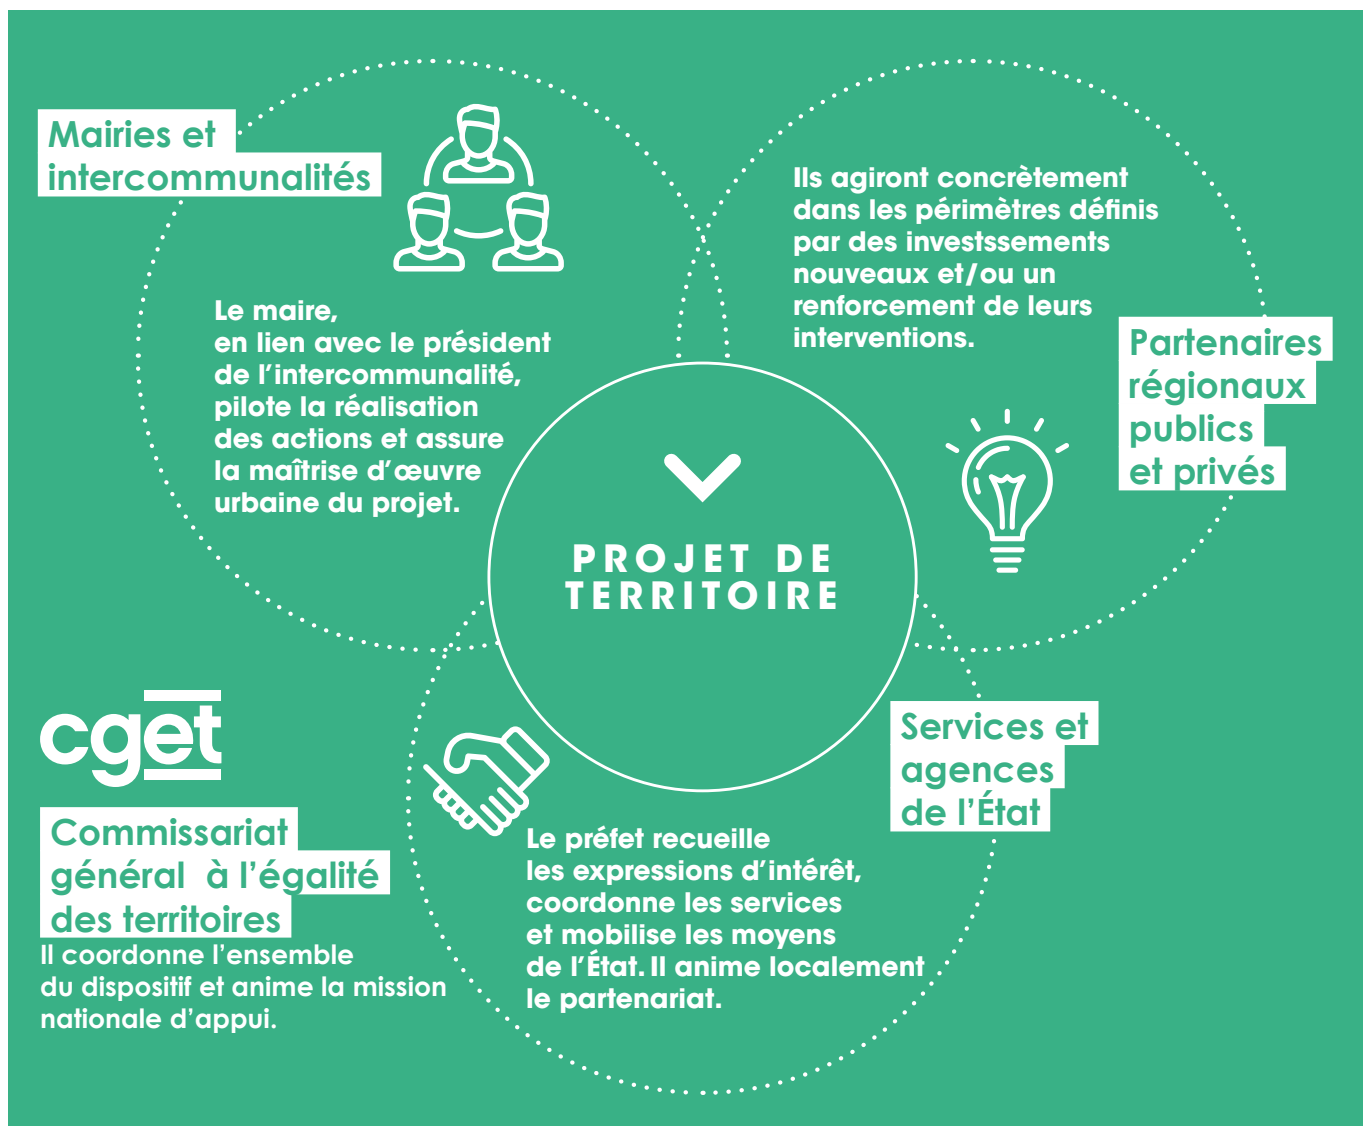 Mairies et
intercommunalités
Le maire,
en lien avec le président
de l'intercommunalité,
pilote la réalisation
des actions et assure
la maîtrise d'œuvre
urbaine du projet.
Ils agiront concrètement
dans les périmètres définis
par des investssements
nouveaux et/ou un
renforcement de leurs
interventions.
Partenaires
régionaux
publics
et privés
PROJET DE
TERRITOIRE
Services et
agences
de l'État
Le préfet recueille
les expressions d'intérêt,
coordonne les services
et mobilise les moyens
de l'État. Il anime localement
le partenariat.
cget
Commissariat
général à l'égalité
des territoires
Il coordonne l'ensemble
du dispositif et anime la mission
nationale d'appui.